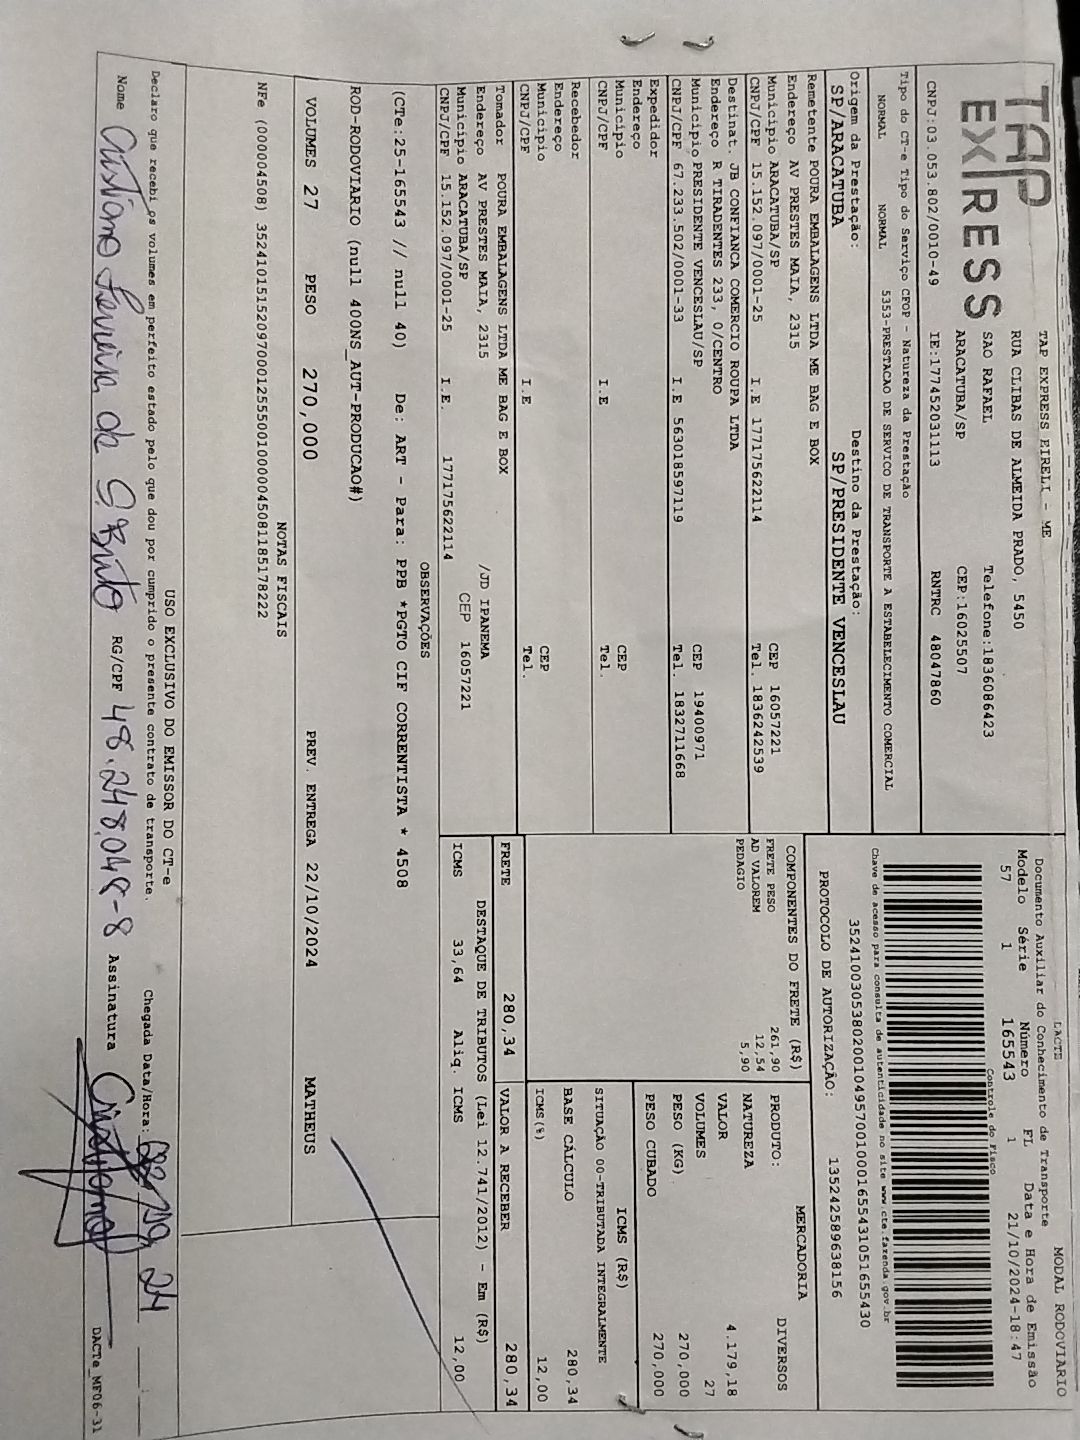 TAP
EXPRESS
TAP EXPRESS EIRELI - ME
RUA CLIBAS DE ALMEIDA PRADO, 5450
SAO RAFAEL Telefone:1836086423
ARACATUBA/SP CEP:16025507
CNPJ:03.053.802/0010-49 IE:177452031113 RNTRC 48047860
DACTE MODAL RODOVIARIO
Documento Auxiliar do Conhecimento de Transporte
Modelo Série Número FL Data e Hora de Emissão
57 1 165543 1 21/10/2024-18:47
Controle do Fisco
Chave de acesso para consulta de autenticidade no site www.cte.fazenda.gov.br
35241003053802001049570010001655431051655430
PROTOCOLO DE AUTORIZAÇÃO: 135242589638156
Tipo do CT-e Tipo do Serviço CFOP - Natureza da Prestação
NORMAL NORMAL 5353-PRESTACAO DE SERVICO DE TRANSPORTE A ESTABELECIMENTO COMERCIAL
Origem da Prestação: Destino da Prestação:
SP/ARACATUBA SP/PRESIDENTE VENCESLAU
Remetente POURA EMBALAGENS LTDA ME BAG E BOX
Endereço AV PRESTES MAIA, 2315
Município ARACATUBA/SP CEP 16057221
CNPJ/CPF 15.152.097/0001-25 I.E 177175622114 Tel. 1836242539
Destinat. JB CONFIANCA COMERCIO ROUPA LTDA
Endereço R TIRADENTES 233, 0/CENTRO
Município PRESIDENTE VENCESLAU/SP CEP 19400971
CNPJ/CPF 67.233.502/0001-33 I.E 563018597119 Tel. 1832711668
Expedidor
Endereço
Município CEP
CNPJ/CPF I.E Tel.
Recebedor
Endereço
Município CEP
CNPJ/CPF I.E Tel.
Tomador POURA EMBALAGENS LTDA ME BAG E BOX
Endereço AV PRESTES MAIA, 2315 /JD IPANEMA
Município ARACATUBA/SP CEP 16057221
CNPJ/CPF 15.152.097/0001-25 I.E. 177175622114
COMPONENTES DO FRETE (R$)
FRETE PESO 261,90
AD VALOREM 12,54
PEDAGIO 5,90
MERCADORIA
PRODUTO: DIVERSOS
NATUREZA
VALOR 4.179,18
VOLUMES 27
PESO (KG) 270,000
PESO CUBADO 270,000
ICMS (R$)
SITUAÇÃO 00-TRIBUTADA INTEGRALMENTE
BASE CÁLCULO 280,34
ICMS(%) 12,00
FRETE 280,34 VALOR A RECEBER 280,34
DESTAQUE DE TRIBUTOS (Lei 12.741/2012) - Em (R$)
ICMS 33,64 Aliq. ICMS 12,00
OBSERVAÇÕES
(CTe:25-165543 // null 40) De: ART - Para: PPB *PGTO CIF CORRENTISTA * 4508
ROD-RODOVIARIO (null 400NS_AUT-PRODUCAO#)
VOLUMES 27 PESO 270,000 PREV. ENTREGA 22/10/2024 MATHEUS
NOTAS FISCAIS
NFe (000004508) 35241015152097000125550010000045081185178222
USO EXCLUSIVO DO EMISSOR DO CT-e
Declaro que recebi os volumes em perfeito estado pelo que dou por cumprido o presente contrato de transporte. Chegada Data/Hora:
Nome Cristiano Ferreira de S. Brito RG/CPF 48.248.048-8 Assinatura
DACTe_MF06-31